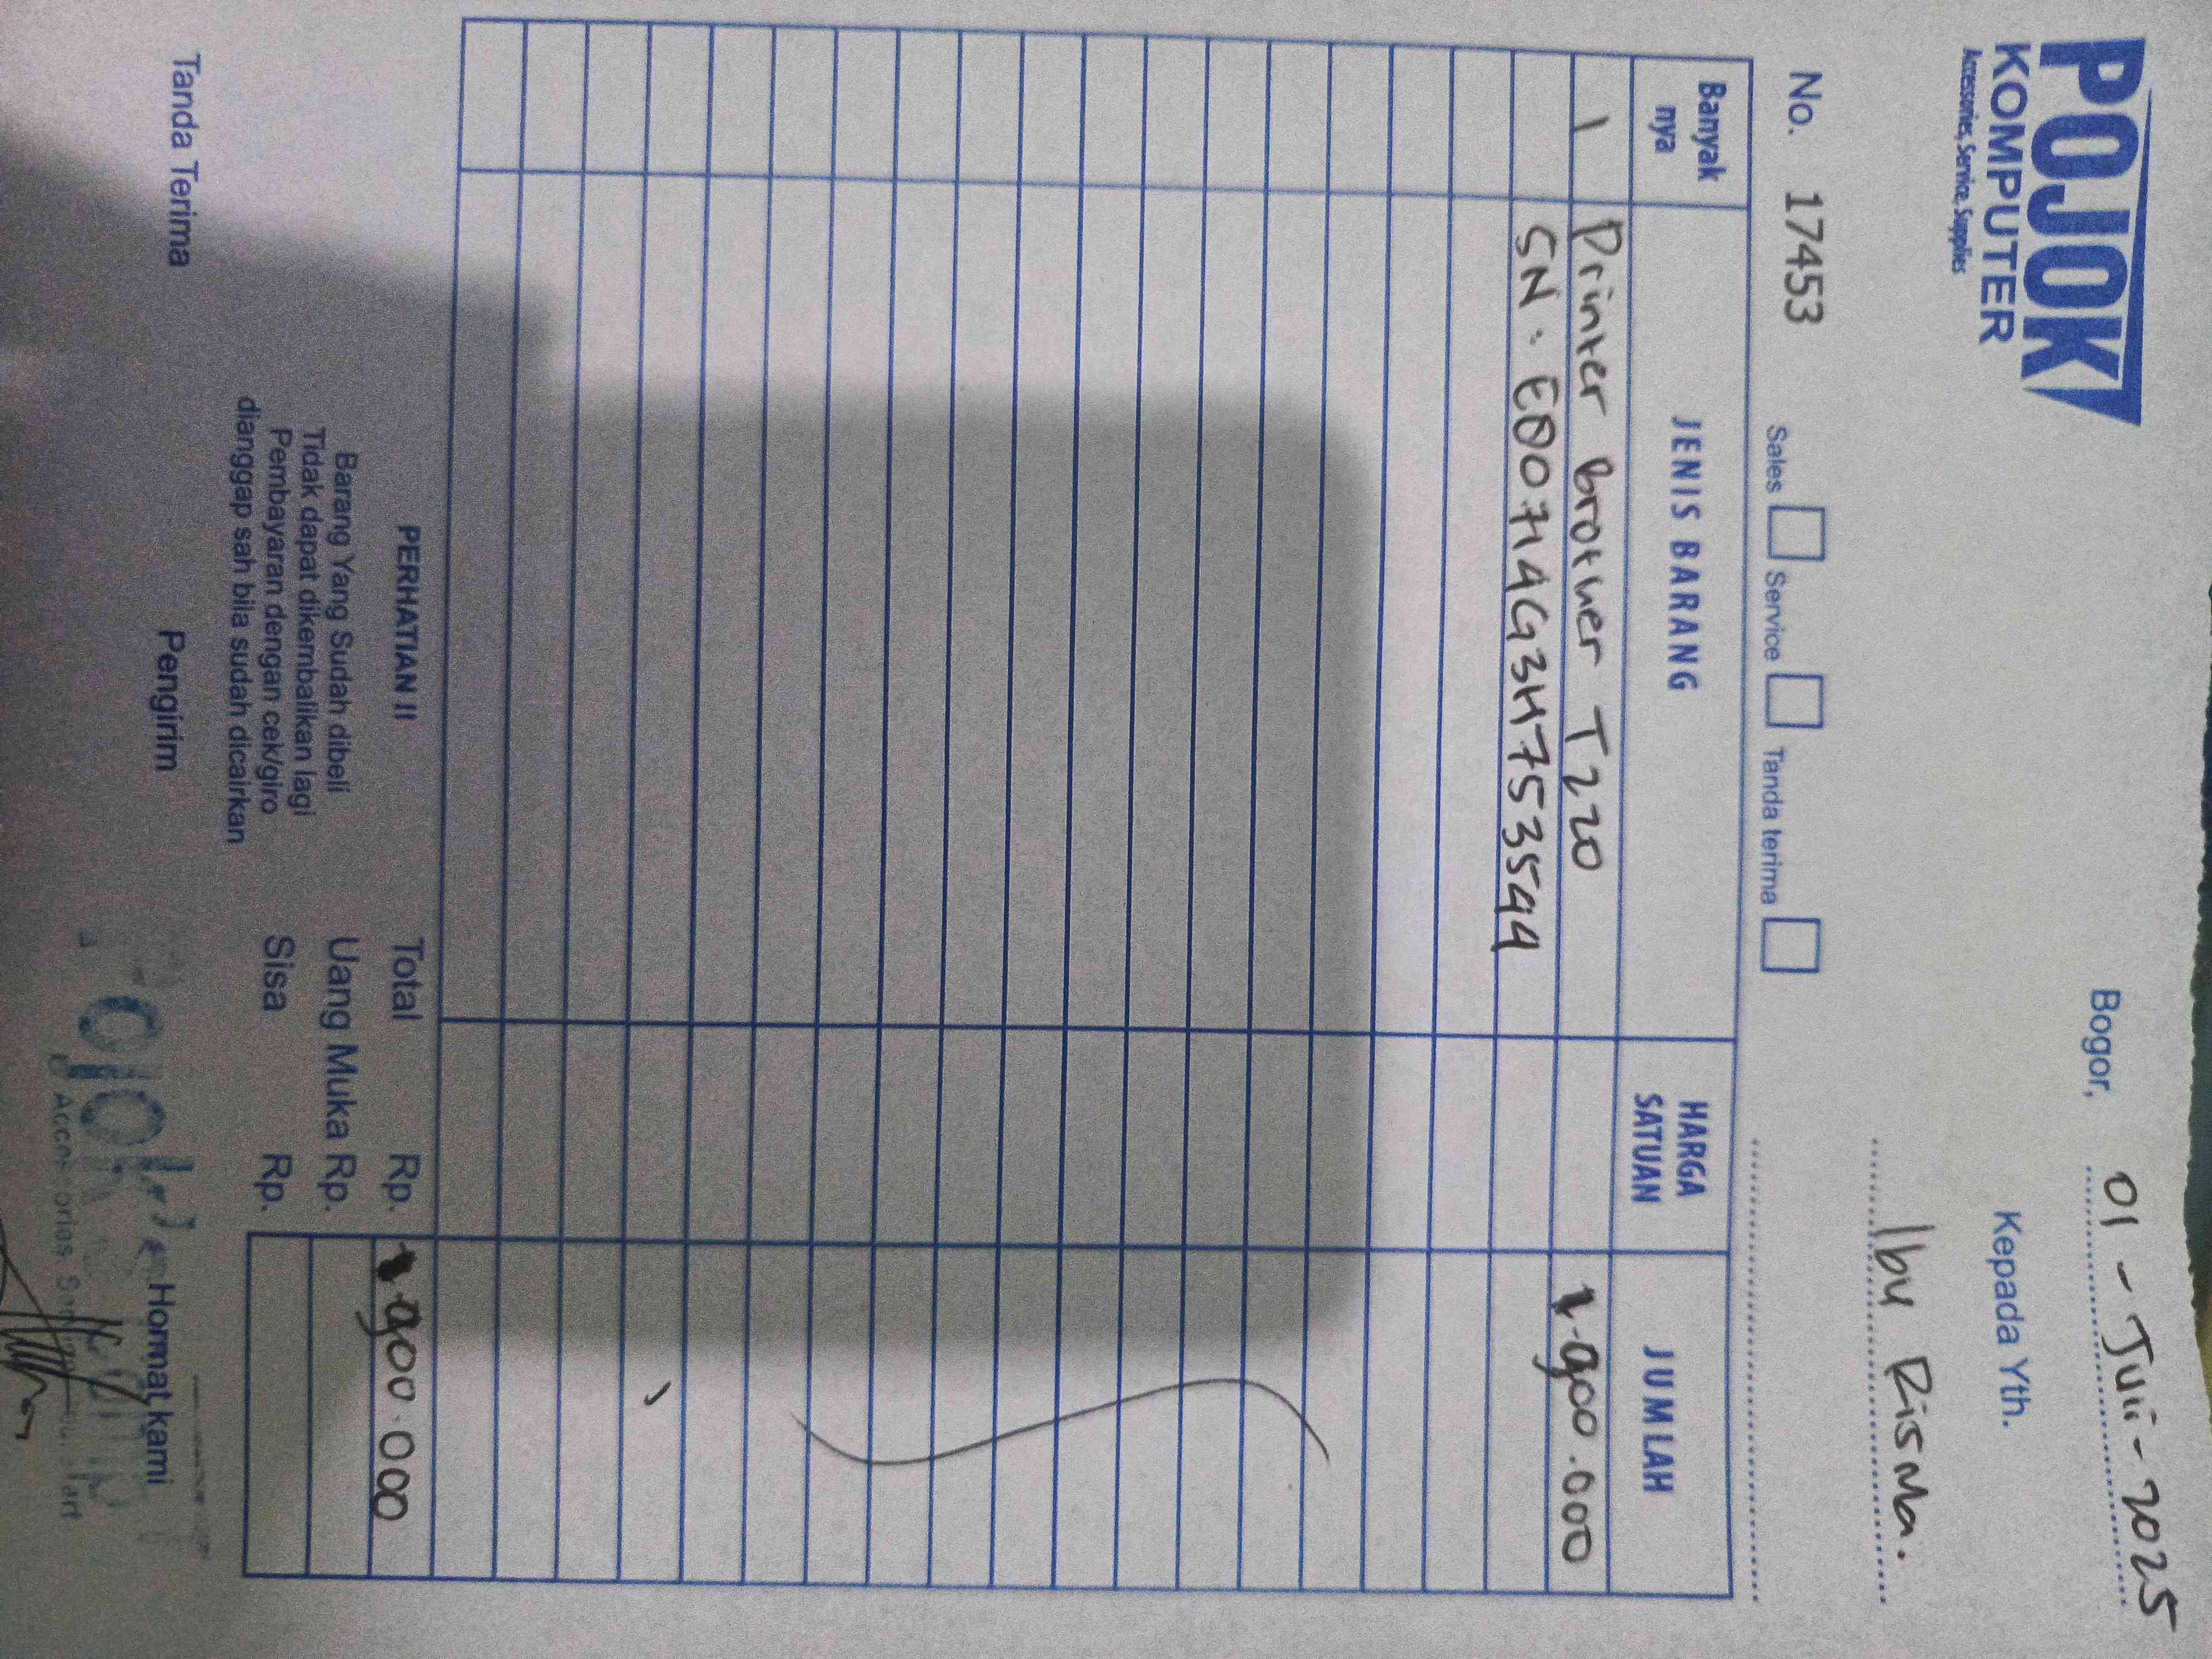 POJOK
KOMPUTER
Accessories, Service, Supplies
Bogor, 01 - Juli - 2025
Kepada Yth.
Ibu Risma.
No. 17453 Sales Service Tanda terima
Banyak nya JENIS BARANG HARGA SATUAN JUMLAH
1 Printer Brother T220 900.000
SN : E80071A4G3H753544
Total Rp. 900.000
Uang Muka Rp.
Sisa Rp.
PERHATIAN !!
Barang Yang Sudah dibeli
Tidak dapat dikembalikan lagi
Pembayaran dengan cek/giro
dianggap sah bila sudah dicairkan
Tanda Terima Pengirim Hormat kami
Pojok